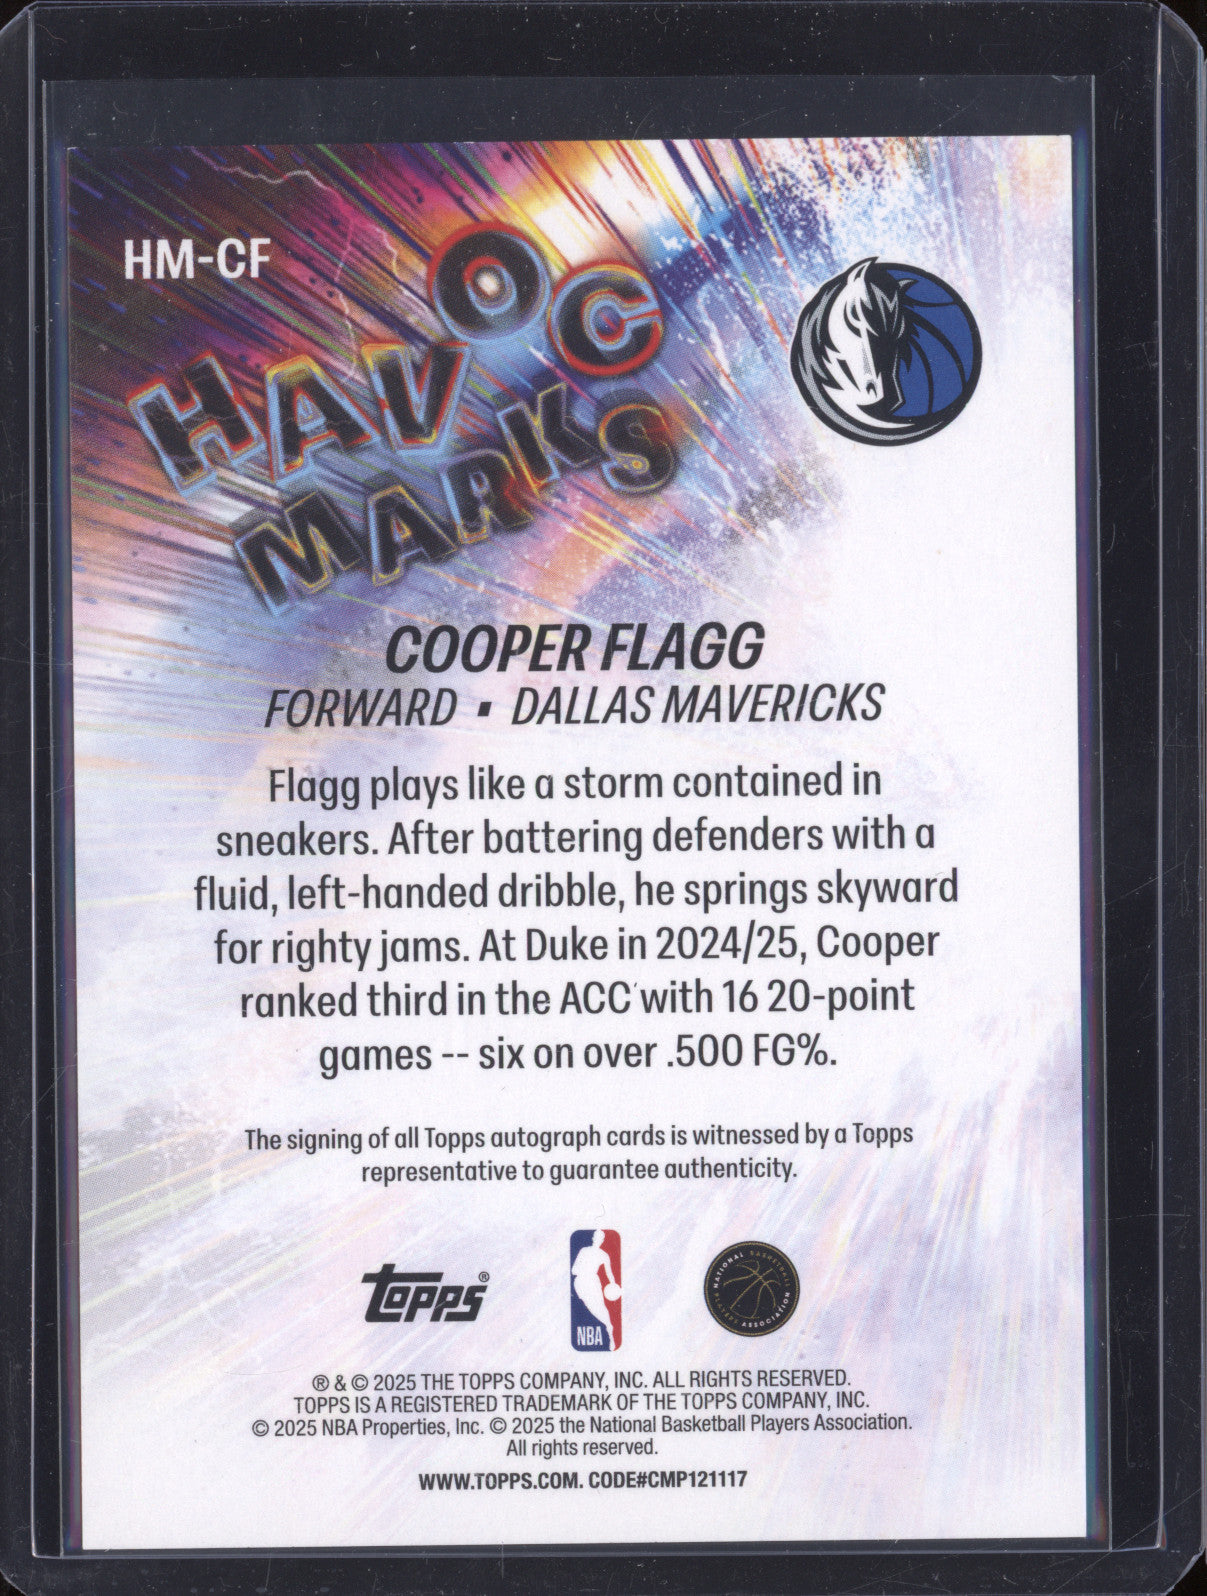 HM-CF
HAVOC
MARKS
COOPER FLAGG
FORWARD ▪ DALLAS MAVERICKS
Flagg plays like a storm contained in
sneakers. After battering defenders with a
fluid, left-handed dribble, he springs skyward
for righty jams. At Duke in 2024/25, Cooper
ranked third in the ACC with 16 20-point
games -- six on over .500 FG%.
The signing of all Topps autograph cards is witnessed by a Topps
representative to guarantee authenticity.
topps®
NBA
NATIONAL BASKETBALL PLAYERS ASSOCIATION
® & © 2025 THE TOPPS COMPANY, INC. ALL RIGHTS RESERVED.
TOPPS IS A REGISTERED TRADEMARK OF THE TOPPS COMPANY, INC.
© 2025 NBA Properties, Inc. © 2025 the National Basketball Players Association.
All rights reserved.
WWW.TOPPS.COM. CODE#CMP121117